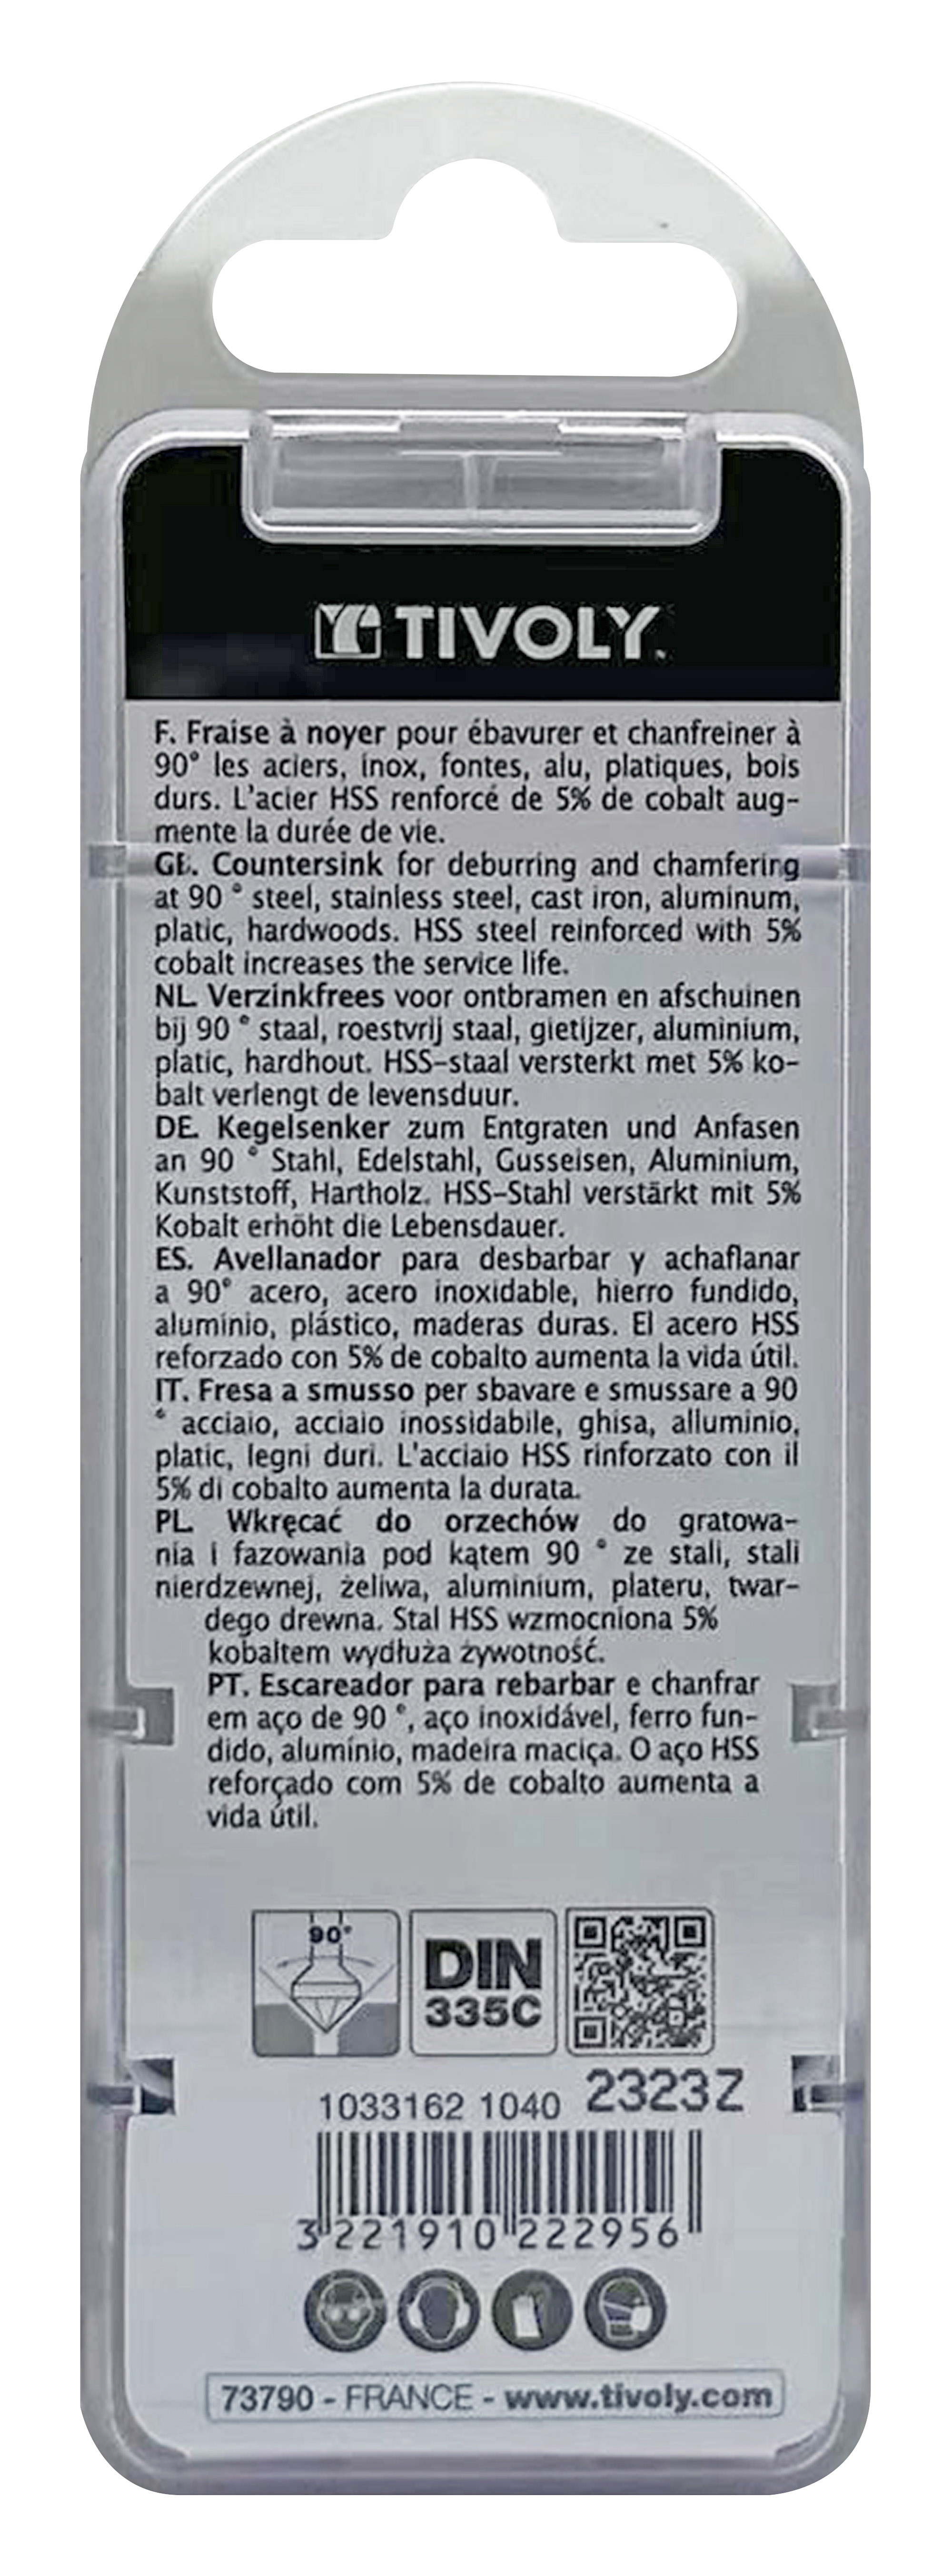 TIVOLY.
F. Fraise à noyer pour ébavurer et chanfreiner à
90° les aciers, inox, fontes, alu, platiques, bois
durs. L'acier HSS renforcé de 5% de cobalt aug-
mente la durée de vie.
GB. Countersink for deburring and chamfering
at 90 ° steel, stainless steel, cast iron, aluminum,
platic, hardwoods. HSS steel reinforced with 5%
cobalt increases the service life.
NL. Verzinkfrees voor ontbramen en afschuinen
bij 90 ° staal, roestvrij staal, gietijzer, aluminium,
platic, hardhout. HSS-staal versterkt met 5% ko-
balt verlengt de levensduur.
DE. Kegelsenker zum Entgraten und Anfasen
an 90 ° Stahl, Edelstahl, Gusseisen, Aluminium,
Kunststoff, Hartholz. HSS-Stahl verstärkt mit 5%
Kobalt erhöht die Lebensdauer.
ES. Avellanador para desbarbar y achaflanar
a 90° acero, acero inoxidable, hierro fundido,
aluminio, plástico, maderas duras. El acero HSS
reforzado con 5% de cobalto aumenta la vida útil.
IT. Fresa a smusso per sbavare e smussare a 90
° acciaio, acciaio inossidabile, ghisa, alluminio,
platic, legni duri. L'acciaio HSS rinforzato con il
5% di cobalto aumenta la durata.
PL. Wkręcać do orzechów do gratowa-
nia i fazowania pod kątem 90 ° ze stali, stali
nierdzewnej, żeliwa, aluminium, plateru, twar-
dego drewna. Stal HSS wzmocniona 5%
kobaltem wydłuża żywotność.
PT. Escareador para rebarbar e chanfrar
em aço de 90 °, aço inoxidável, ferro fun-
dido, alumínio, madeira maciça. O aço HSS
reforçado com 5% de cobalto aumenta a
vida útil.
90°
DIN
335C
1033162 1040 2323Z
3 221910 222956
73790 - FRANCE - www.tivoly.com